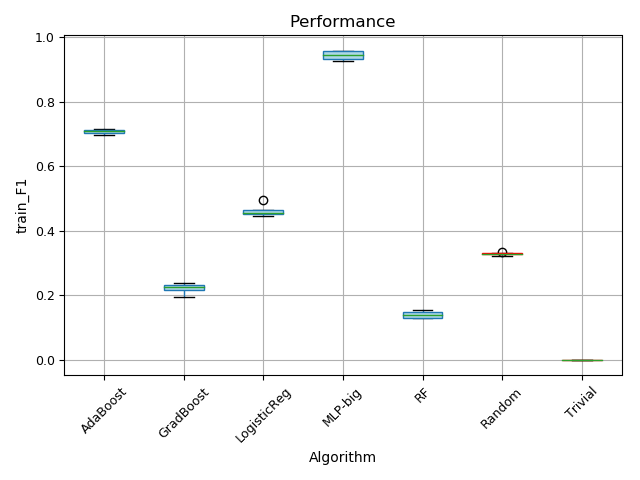 Performance
train_F1
1.0
0.8
0.6
0.4
0.2
0.0
AdaBoost
GradBoost
LogisticReg
MLP-big
RF
Random
Trivial
Algorithm